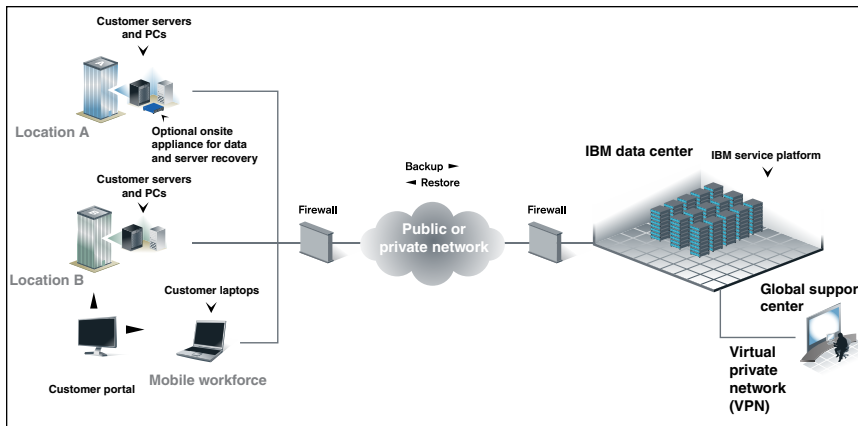 Customer servers
and PCs
A
Location A
Optional onsite
appliance for data
and server recovery
Customer servers
and PCs
B
Location B
Customer portal
Customer laptops
Mobile workforce
Firewall
Backup
Restore
Public or
private network
Firewall
IBM data center
IBM service platform
Global support
center
Virtual
private
network
(VPN)